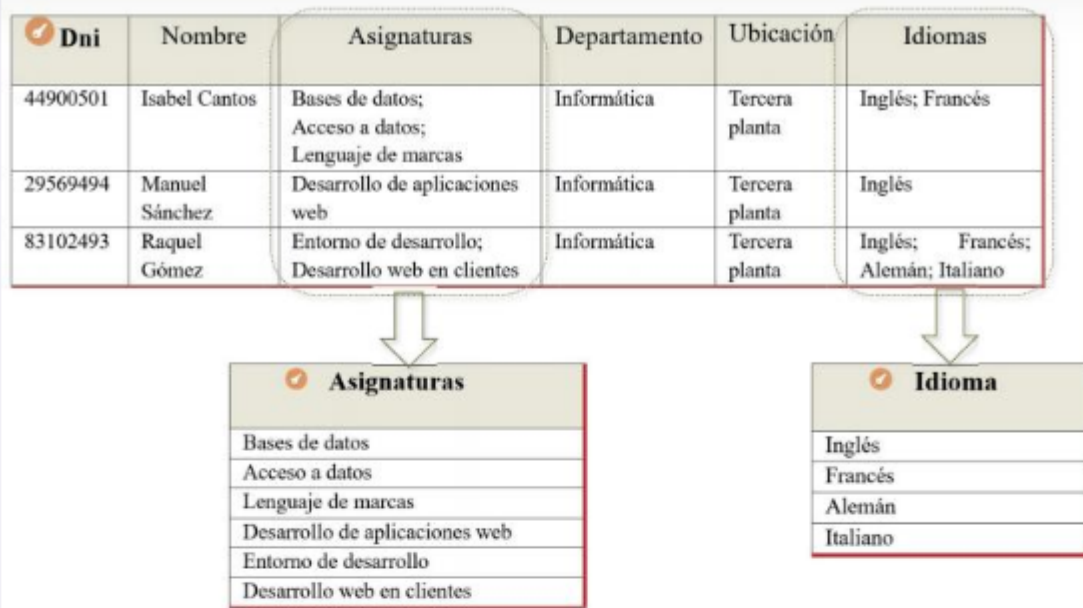 Dni Nombre Asignaturas Departamento Ubicación Idiomas
44900501 Isabel Cantos Bases de datos; Informática Tercera Inglés; Francés
Acceso a datos; planta
Lenguaje de marcas
29569494 Manuel Desarrollo de aplicaciones Informática Tercera Inglés
Sánchez web planta
83102493 Raquel Entorno de desarrollo; Informática Tercera Inglés; Francés;
Gómez Desarrollo web en clientes planta Alemán; Italiano
Asignaturas
Bases de datos
Acceso a datos
Lenguaje de marcas
Desarrollo de aplicaciones web
Entorno de desarrollo
Desarrollo web en clientes
Idioma
Inglés
Francés
Alemán
Italiano